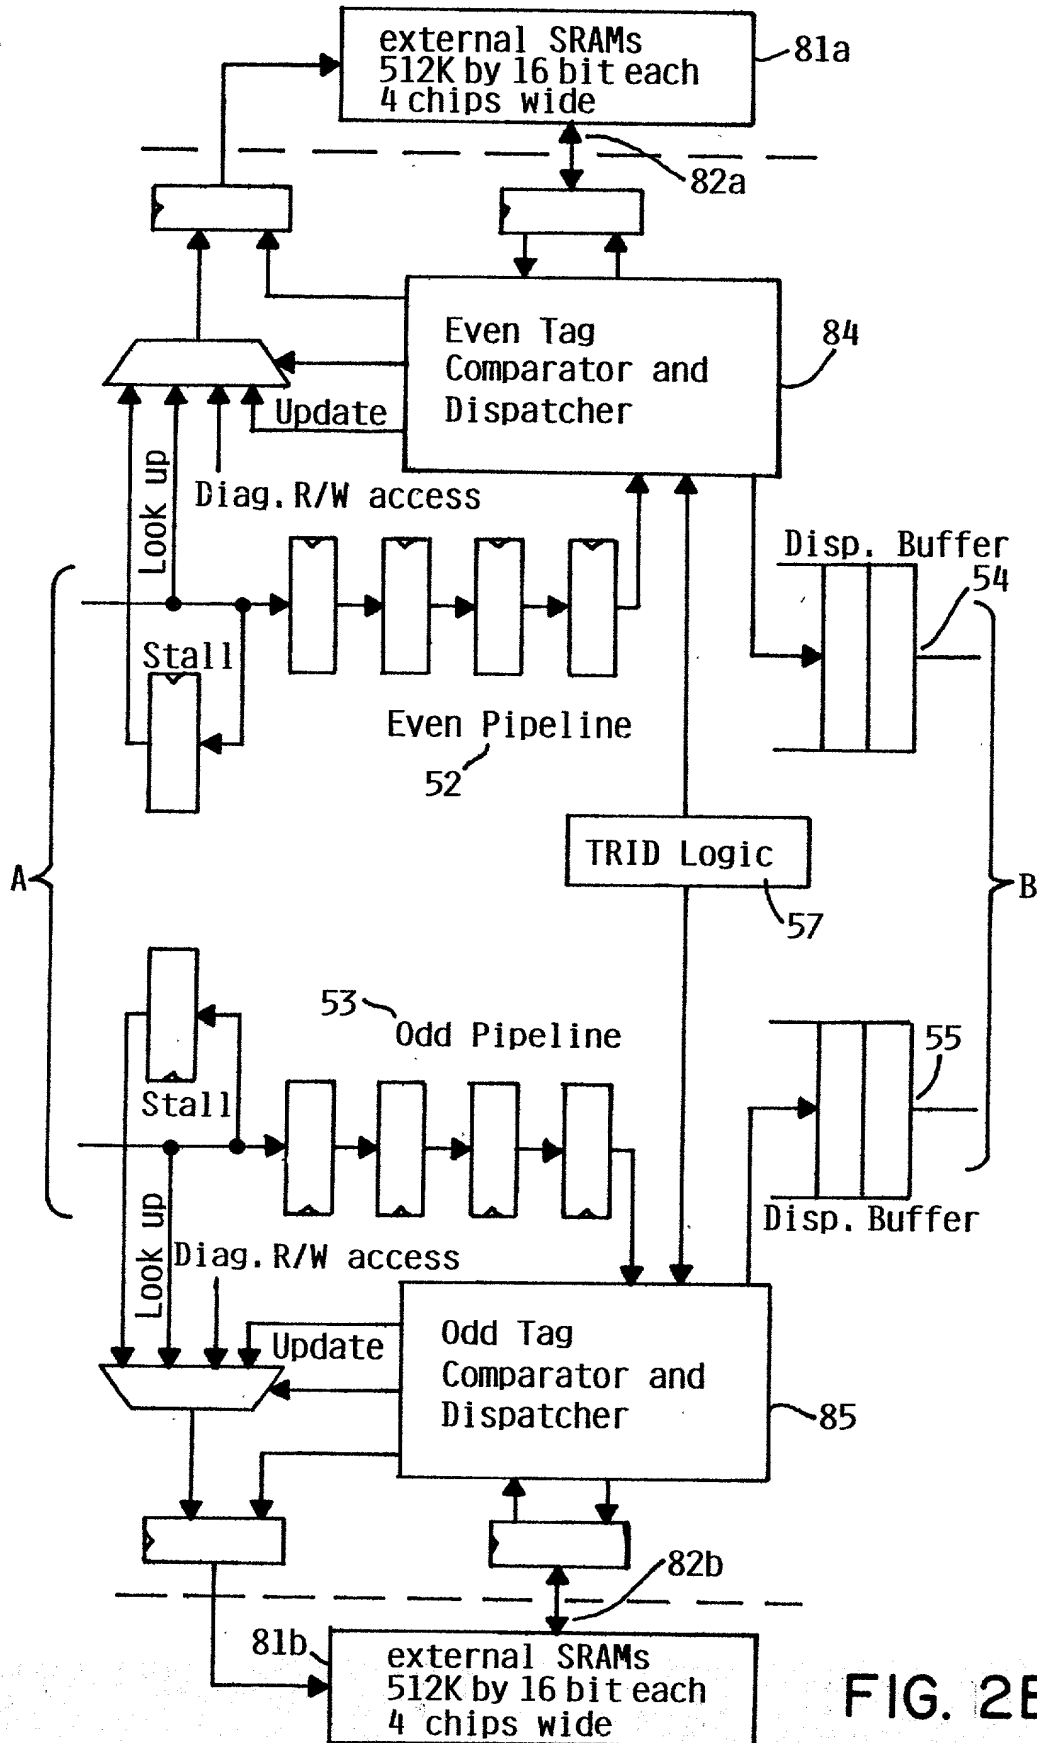 external SRAMs
512K by 16 bit each
4 chips wide
81a
82a
Even Tag
Comparator and
Dispatcher
84
Update
Look up
Diag. R/W access
Disp. Buffer
54
Stall
Even Pipeline
52
TRID Logic
57
A
B
53
Odd Pipeline
55
Stall
Disp. Buffer
Look up
Diag. R/W access
Update
Odd Tag
Comparator and
Dispatcher
85
82b
81b
external SRAMs
512K by 16 bit each
4 chips wide
FIG. 2B